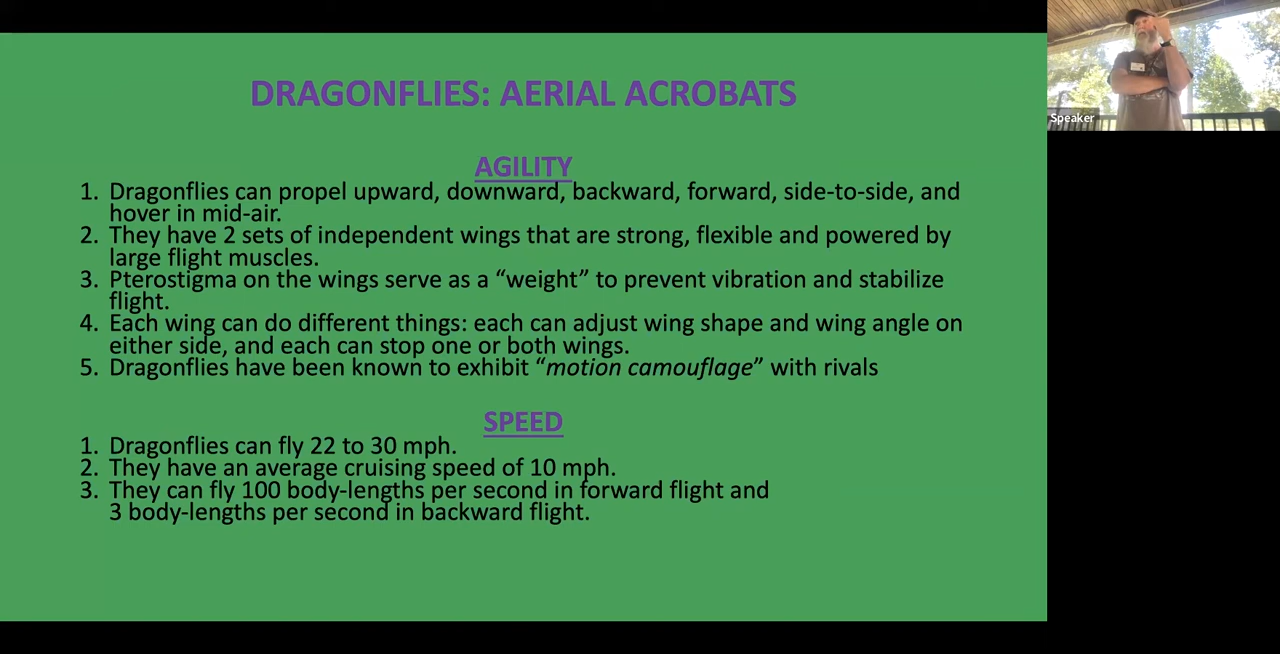 DRAGONFLIES: AERIAL ACROBATS
AGILITY
1. Dragonflies can propel upward, downward, backward, forward, side-to-side, and
hover in mid-air.
2. They have 2 sets of independent wings that are strong, flexible and powered by
large flight muscles.
3. Pterostigma on the wings serve as a “weight” to prevent vibration and stabilize
flight.
4. Each wing can do different things: each can adjust wing shape and wing angle on
either side, and each can stop one or both wings.
5. Dragonflies have been known to exhibit “motion camouflage” with rivals
SPEED
1. Dragonflies can fly 22 to 30 mph.
2. They have an average cruising speed of 10 mph.
3. They can fly 100 body-lengths per second in forward flight and
3 body-lengths per second in backward flight.
Speaker